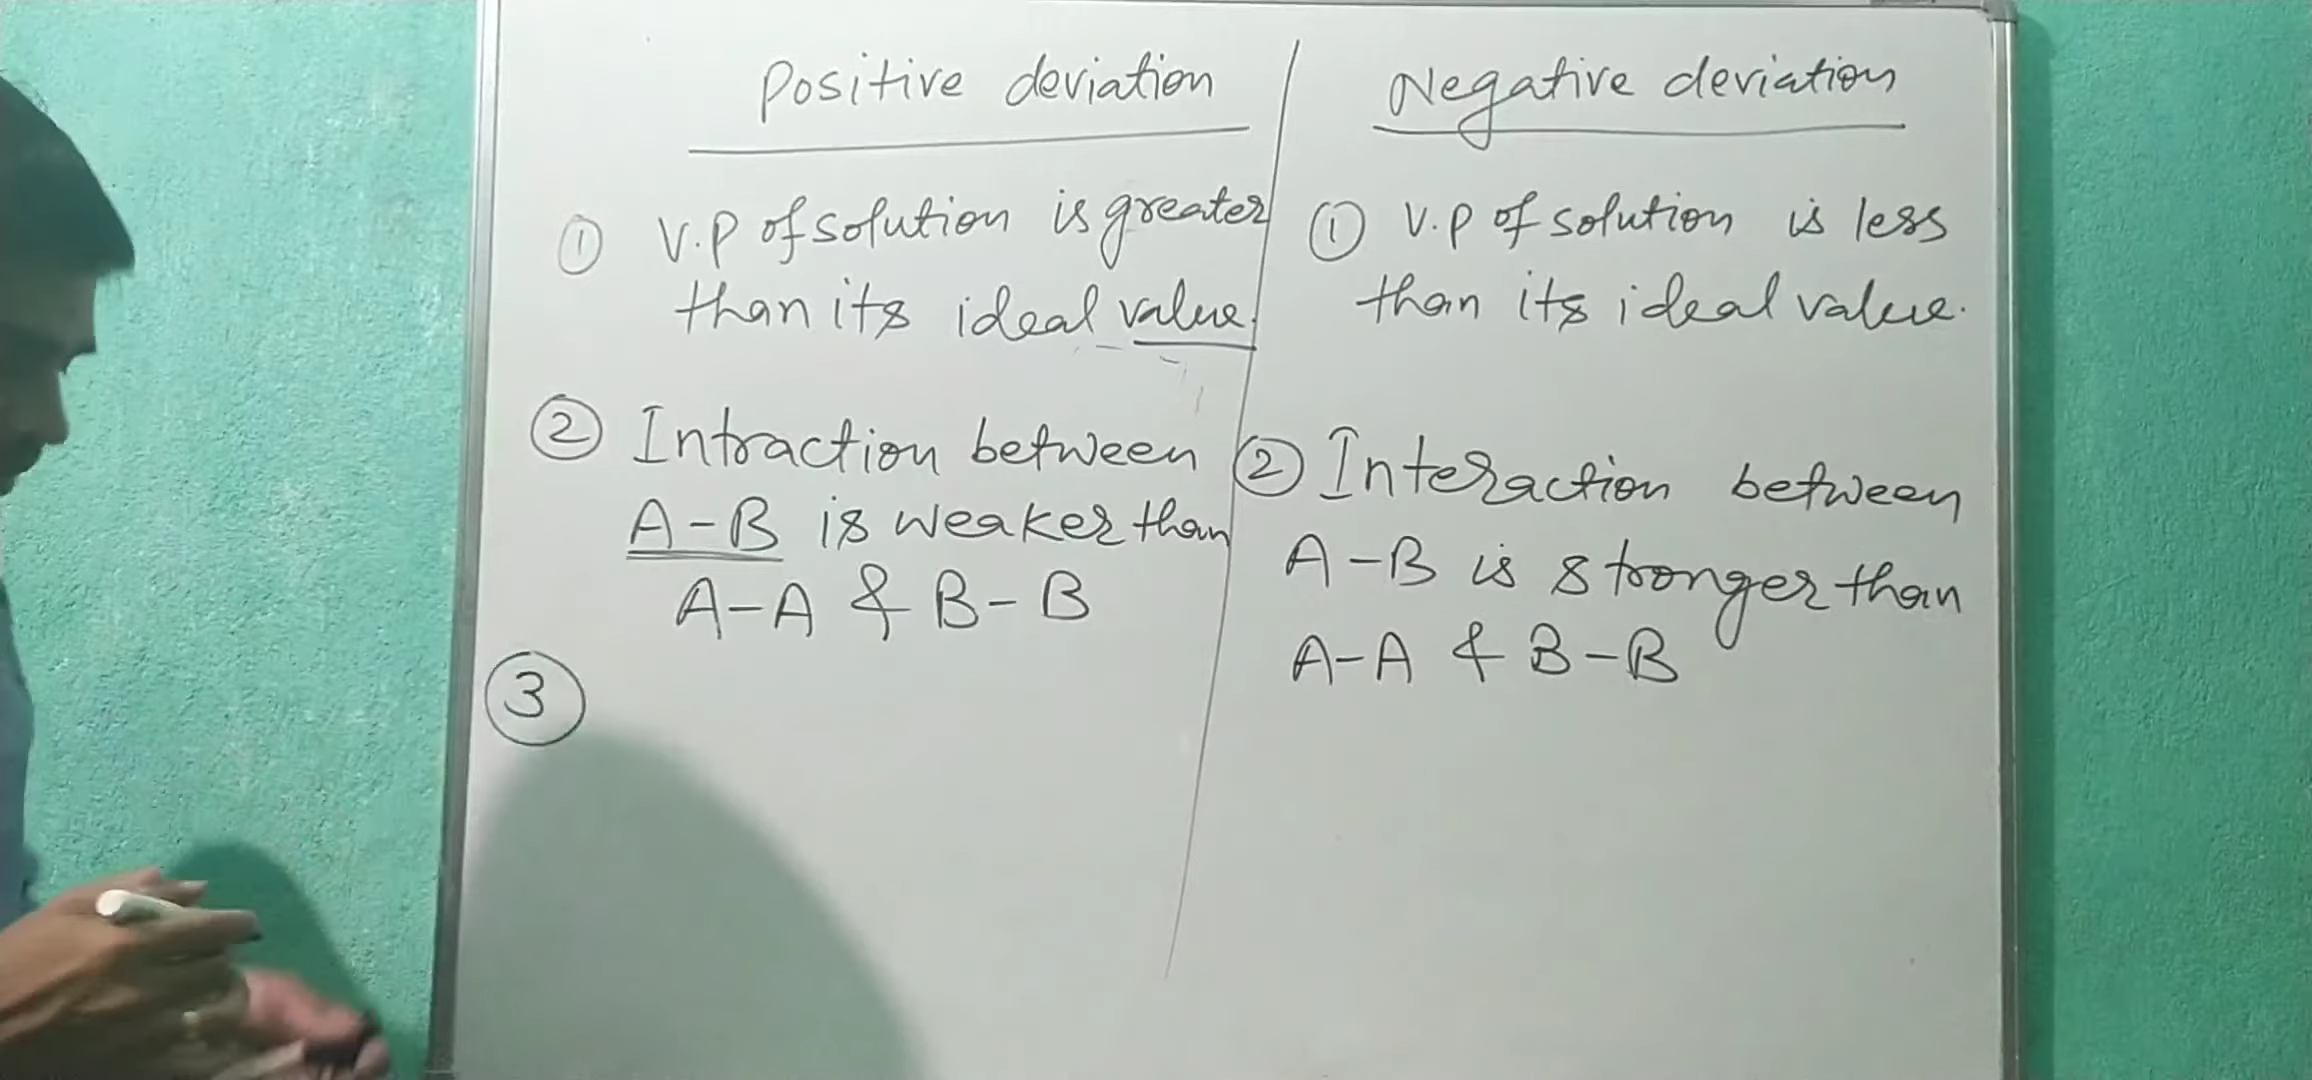 Positive deviation
① V.P of solution is greater
than its ideal value.
② Intraction between
A-B is weaker than
A-A & B-B
③
Negative deviation
① V.P of solution is less
than its ideal value.
② Interaction between
A-B is stronger than
A-A & B-B